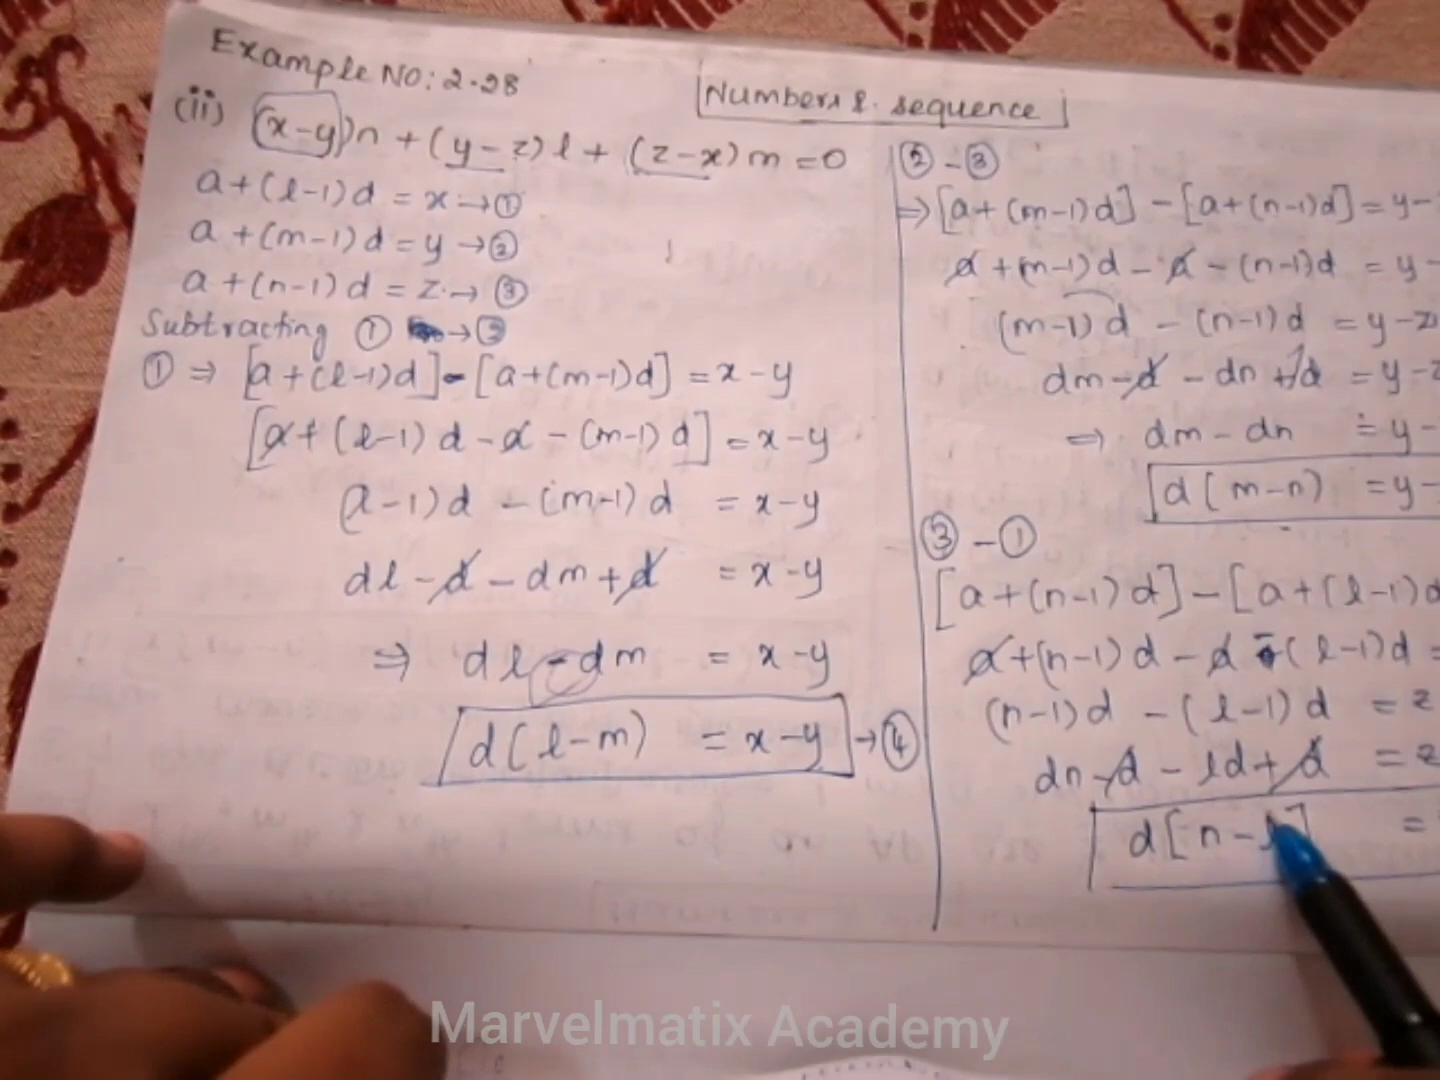 Example NO: 2.28
Numbers & sequence
(ii) (x-y)n + (y-z)l + (z-x)m = 0
a + (l-1)d = x → ①
a + (m-1)d = y → ②
a + (n-1)d = z → ③
Subtracting ① → ②
① ⇒ [a+(l-1)d] - [a+(m-1)d] = x-y
[a+(l-1)d - a - (m-1)d] = x-y
(l-1)d - (m-1)d = x-y
dl - d - dm + d = x-y
⇒ dl - dm = x-y
d(l-m) = x-y → ④
② - ③
⇒ [a+(m-1)d] - [a+(n-1)d] = y-
a + (m-1)d - a - (n-1)d = y-
(m-1)d - (n-1)d = y-z
dm - d - dn + d = y-z
⇒ dm - dn = y-
d(m-n) = y-
③ - ①
[a+(n-1)d] - [a+(l-1)d
a+(n-1)d - a - (l-1)d =
(n-1)d - (l-1)d = z
dn - d - ld + d = z
d[n-l] =
Marvelmatix Academy